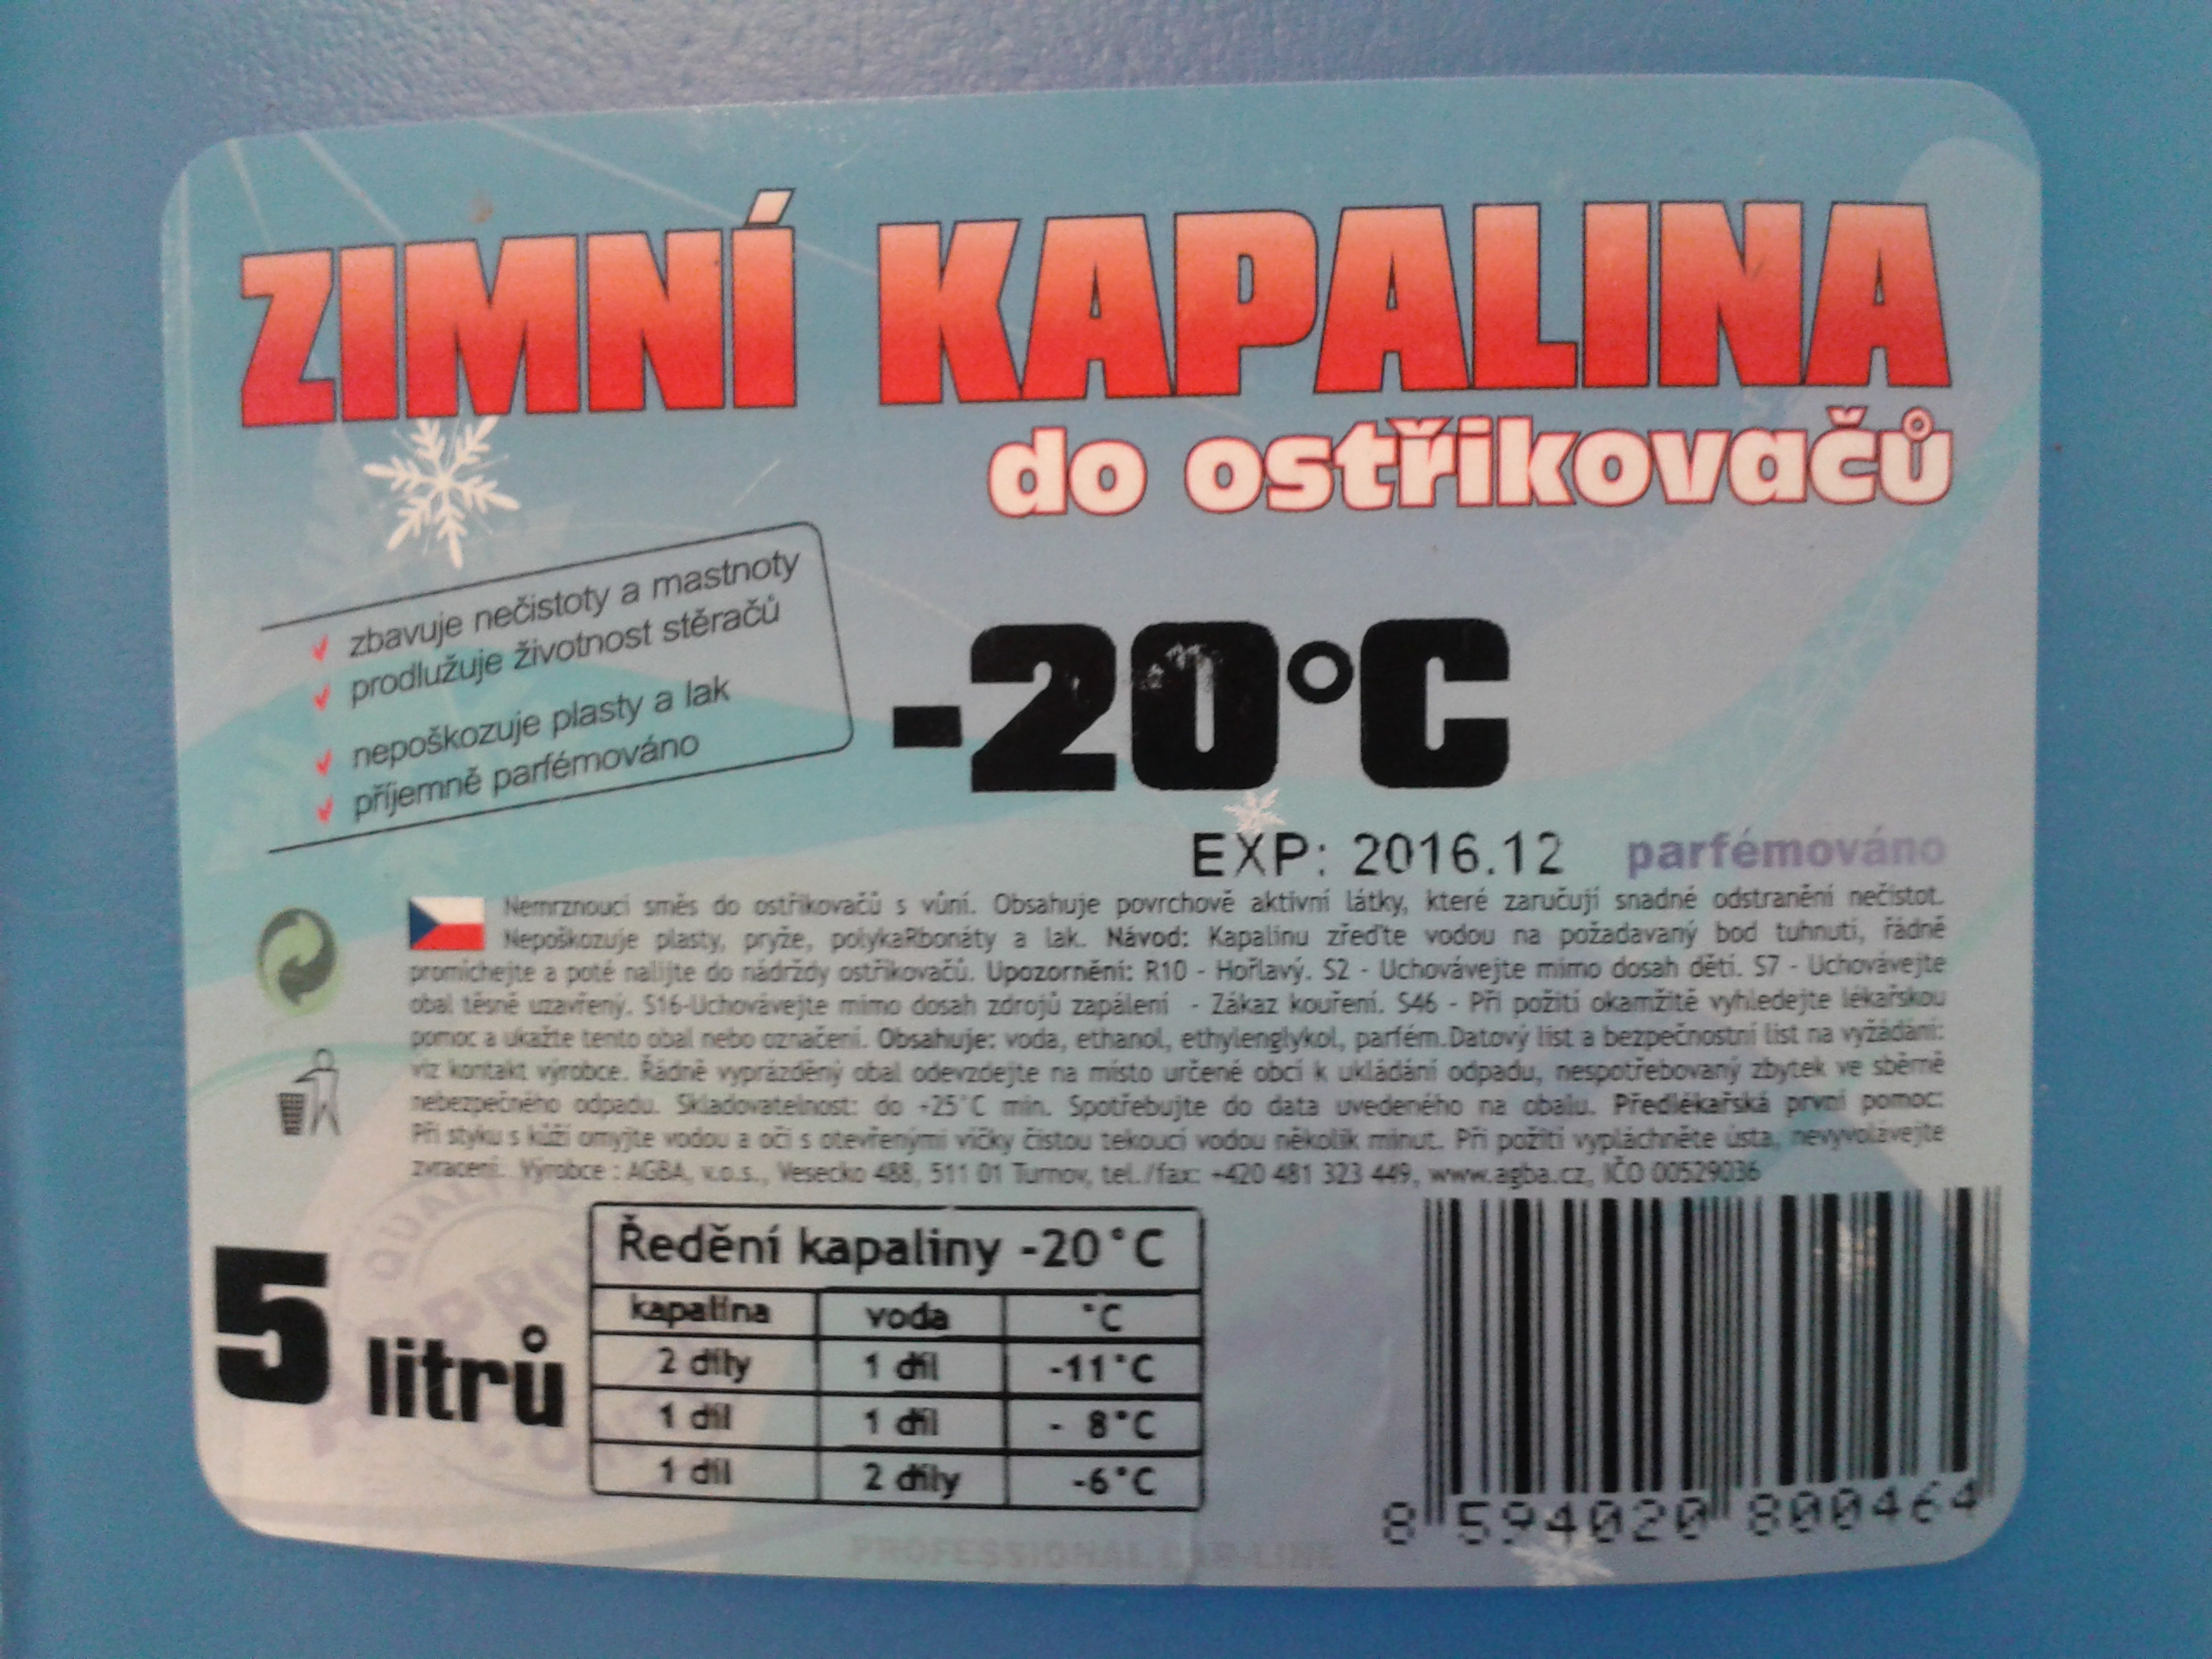 ZIMNÍ KAPALINA
do ostřikovačů
zbavuje nečistoty a mastnoty
prodlužuje životnost stěračů
nepoškozuje plasty a lak
příjemně parfémováno
-20°C
EXP: 2016.12 parfémováno
Nemrznoucí směs do ostřikovačů s vůní. Obsahuje povrchově aktivní látky, které zaručují snadné odstranění nečistot.
Nepoškozuje plasty, pryže, polykaRbonáty a lak. Návod: Kapalinu zřeďte vodou na požadavaný bod tuhnutí, řádně
promíchejte a poté nalijte do nádrždy ostřikovačů. Upozornění: R10 - Hořlavý. S2 - Uchovávejte mimo dosah dětí. S7 - Uchovávejte
obal těsně uzavřený. S16-Uchovávejte mimo dosah zdrojů zapálení - Zákaz kouření. S46 - Při požití okamžitě vyhledejte lékařskou
pomoc a ukažte tento obal nebo označení. Obsahuje: voda, ethanol, ethylenglykol, parfém.Datový list a bezpečnostní list na vyžádání:
viz kontakt výrobce. Řádně vyprázděný obal odevzdejte na místo určené obcí k ukládání odpadu, nespotřebovaný zbytek ve sběrně
nebezpečného odpadu. Skladovatelnost: do +25°C min. Spotřebujte do data uvedeného na obalu. Předlékařská první pomoc:
Při styku s kůží omyjte vodou a oči s otevřenými víčky čistou tekoucí vodou několik minut. Při požití vypláchněte ústa, nevyvolávejte
zvracení. Výrobce : AGBA, v.o.s., Vesecko 488, 511 01 Turnov, tel./fax: +420 481 323 449, www.agba.cz, IČO 00529036
QUALITY
5 litrů
Ředění kapaliny -20°C
kapalina voda °C
2 díly 1 díl -11°C
1 díl 1 díl - 8°C
1 díl 2 díly -6°C
8 594020 800464
PROFESSIONAL LINE